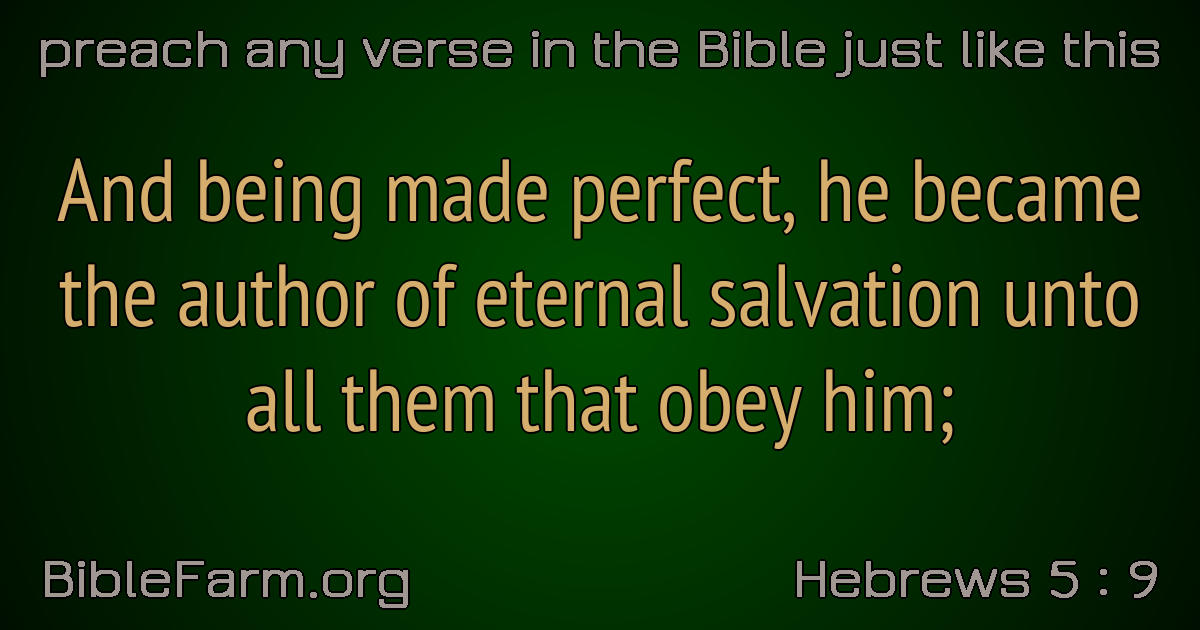 preach any verse in the Bible just like this
And being made perfect, he became
the author of eternal salvation unto
all them that obey him;
BibleFarm.org
Hebrews 5 : 9